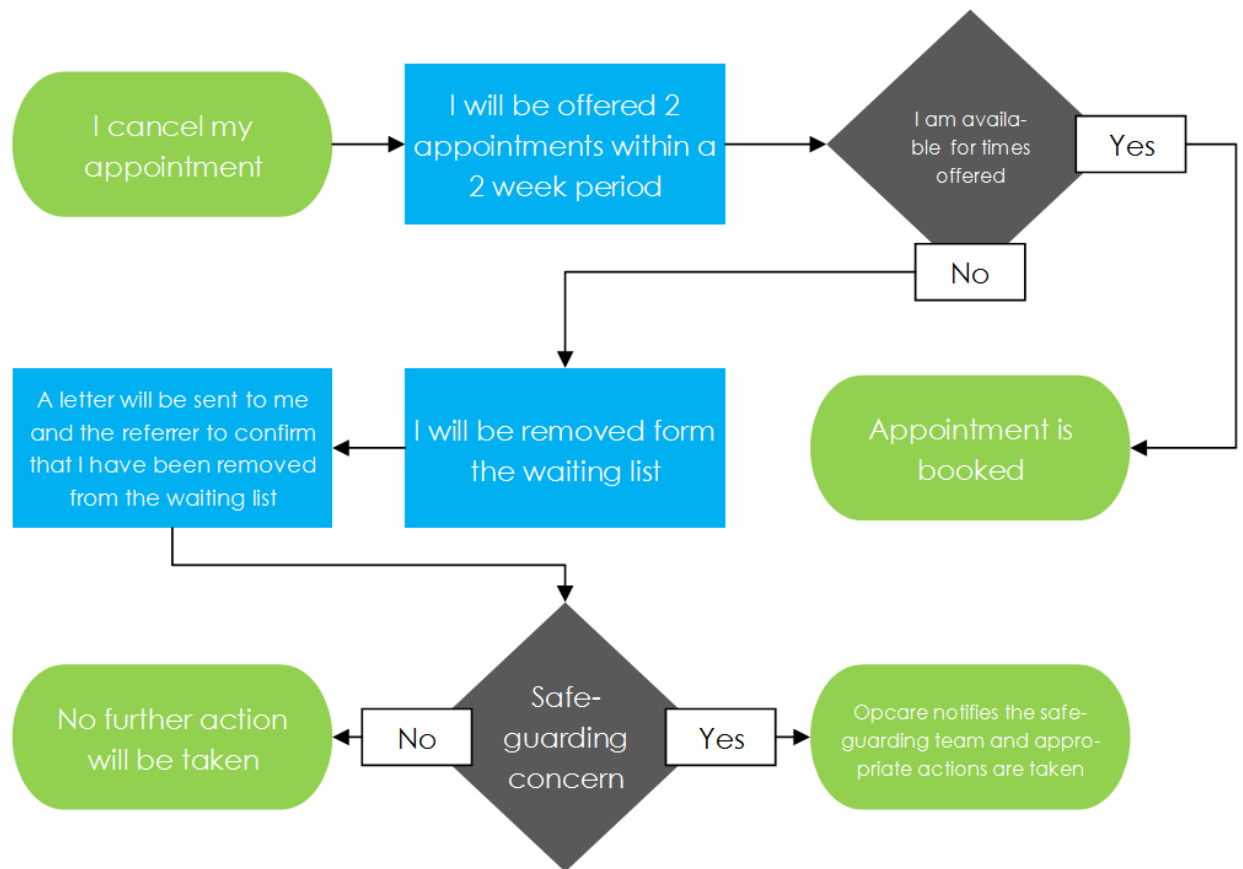 I cancel my
appointment
I will be offered 2
appointments within a
2 week period
I am availa-
ble for times
offered
Yes
No
A letter will be sent to me
and the referrer to confirm
that I have been removed
from the waiting list
I will be removed form
the waiting list
Appointment is
booked
No further action
will be taken
No
Safe-
guarding
concern
Yes
Opcare notifies the safe-
guarding team and appro-
priate actions are taken